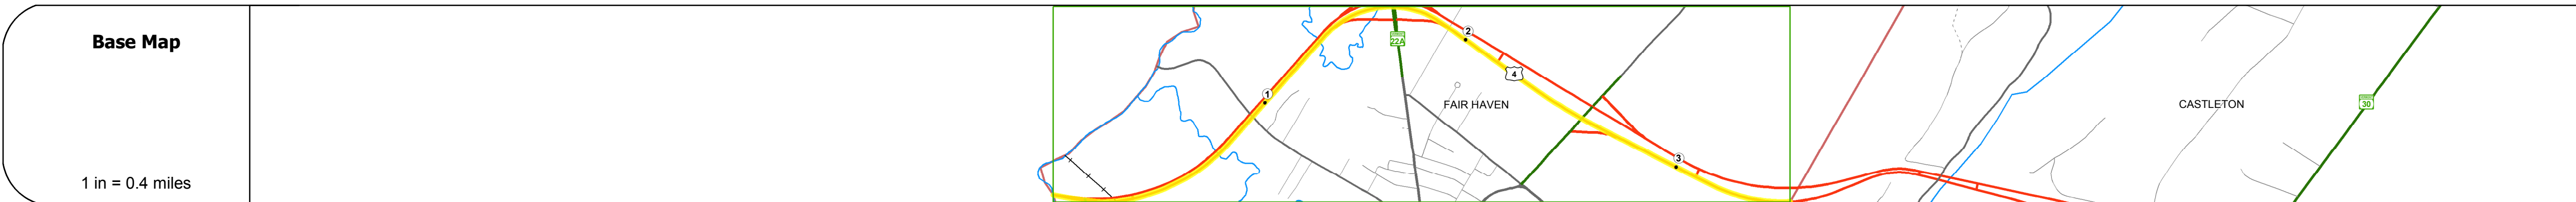 Base Map
1 in = 0.4 miles
1
22A
2
4
FAIR HAVEN
3
CASTLETON
30